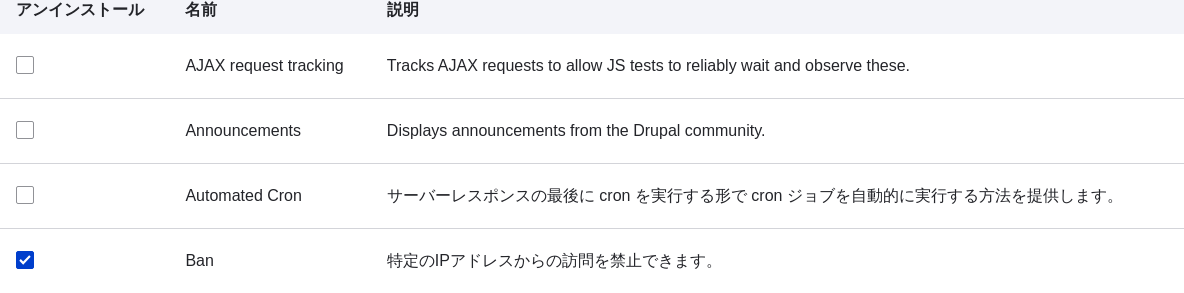 アンインストール 名前 説明
AJAX request tracking Tracks AJAX requests to allow JS tests to reliably wait and observe these.
Announcements Displays announcements from the Drupal community.
Automated Cron サーバーレスポンスの最後に cron を実行する形で cron ジョブを自動的に実行する方法を提供します。
Ban 特定のIPアドレスからの訪問を禁止できます。